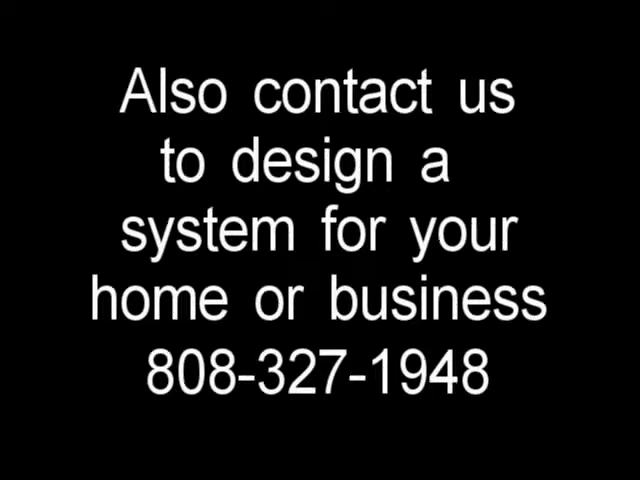 Also contact us
to design a
system for your
home or business
808-327-1948